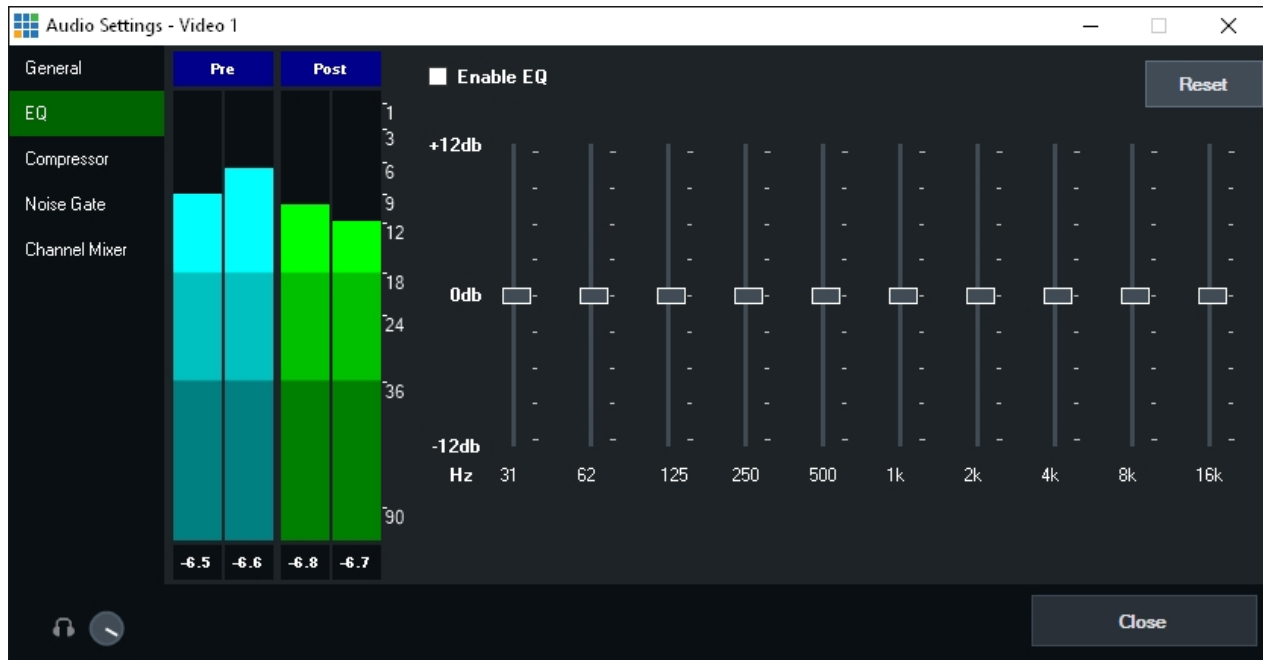 Audio Settings - Video 1
General
EQ
Compressor
Noise Gate
Channel Mixer
Pre Post
1
3
6
9
12
18
24
36
90
-6.5 -6.6 -6.8 -6.7
Enable EQ
Reset
+12db
0db
-12db
Hz 31 62 125 250 500 1k 2k 4k 8k 16k
Close